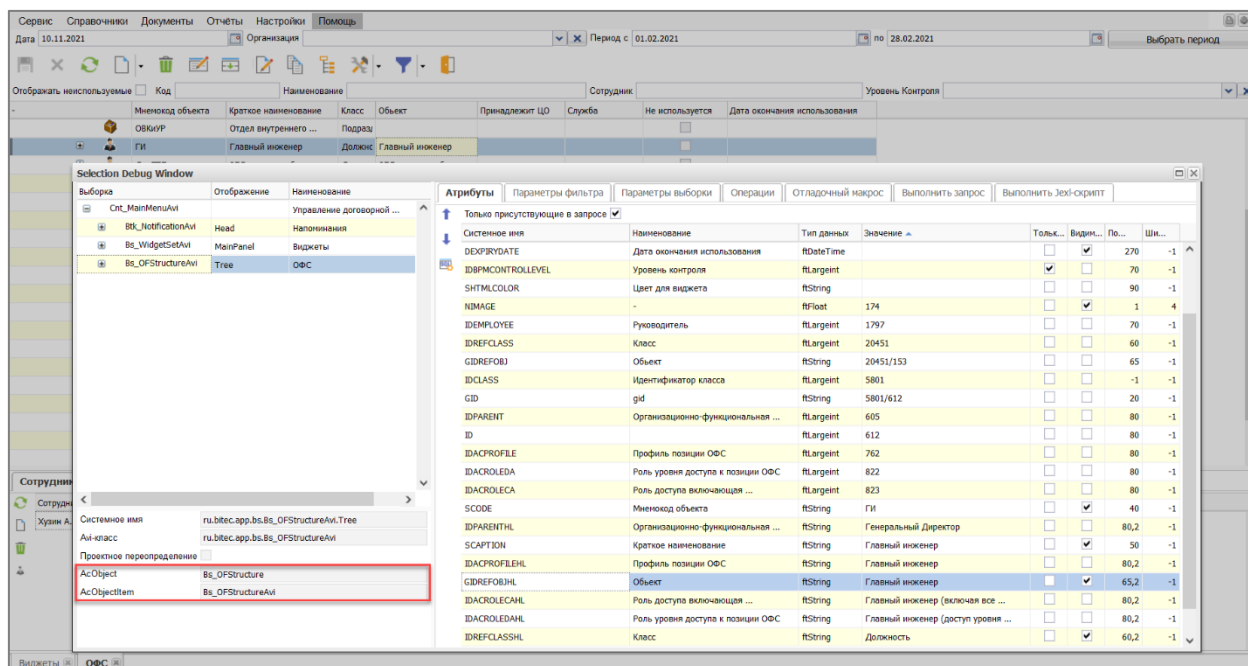 Сервис Справочники Документы Отчёты Настройки Помощь
Дата 10.11.2021 Организация Период с 01.02.2021 по 28.02.2021 Выбрать период
Отображать неиспользуемые Код Наименование Сотрудник Уровень Контроля
- Мнемокод объекта Краткое наименование Класс Объект Принадлежит ЦО Служба Не используется Дата окончания использования
ОВКиУР Отдел внутреннего ... Подразд
ГИ Главный инженер Должнс Главный инженер
Selection Debug Window
Выборка Отображение Наименование
Cnt_MainMenuAvi Управление договорной ...
Btk_NotificationAvi Head Напоминания
Bs_WidgetSetAvi MainPanel Виджеты
Bs_OFStructureAvi Tree ОФС
Системное имя ru.bitec.app.bs.Bs_OFStructureAvi.Tree
Avi-класс ru.bitec.app.bs.Bs_OFStructureAvi
Проектное переопределение
AcObject Bs_OFStructure
AcObjectItem Bs_OFStructureAvi
Атрибуты Параметры фильтра Параметры выборки Операции Отладочный макрос Выполнить запрос Выполнить Jexl-скрипт
Только присутствующие в запросе
Системное имя Наименование Тип данных Значение Тольк... Видим... По... Ши...
DEXPIRYDATE Дата окончания использования ftDateTime 270 -1
IDBPMCONTROLLEVEL Уровень контроля ftLargeint 70 -1
SHTMLCOLOR Цвет для виджета ftString 90 -1
NIMAGE - ftFloat 174 1 4
IDEMPLOYEE Руководитель ftLargeint 1797 70 -1
IDREFCLASS Класс ftLargeint 20451 60 -1
GIDREFOBJ Объект ftString 20451/153 65 -1
IDCLASS Идентификатор класса ftLargeint 5801 -1 -1
GID gid ftString 5801/612 20 -1
IDPARENT Организационно-функциональная ... ftLargeint 605 80 -1
ID ftLargeint 612 80 -1
IDACPROFILE Профиль позиции ОФС ftLargeint 762 80 -1
IDACROLEDA Роль уровня доступа к позиции ОФС ftLargeint 822 80 -1
IDACROLECA Роль доступа включающая ... ftLargeint 823 80 -1
SCODE Мнемокод объекта ftString ГИ 40 -1
IDPARENTHL Организационно-функциональная ... ftString Генеральный Директор 80,2 -1
SCAPTION Краткое наименование ftString Главный инженер 50 -1
IDACPROFILEHL Профиль позиции ОФС ftString Главный инженер 80,2 -1
GIDREFOBJHL Объект ftString Главный инженер 65,2 -1
IDACROLECAHL Роль доступа включающая ... ftString Главный инженер (включая все ... 80,2 -1
IDACROLEDAHL Роль уровня доступа к позиции ОФС ftString Главный инженер (доступ уровня ... 80,2 -1
IDREFCLASSHL Класс ftString Должность 60,2 -1
Сотрудник
Сотрудн
Хузин А.
Виджеты ОФС